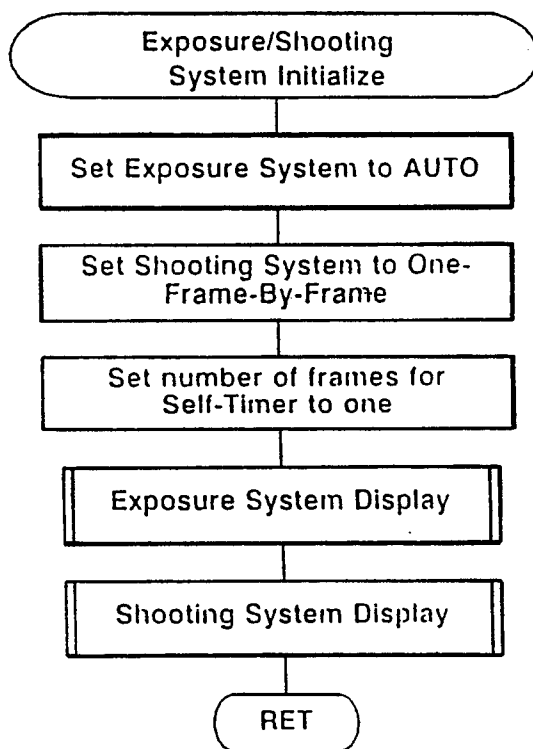 Exposure/Shooting
System Initialize
Set Exposure System to AUTO
Set Shooting System to One-
Frame-By-Frame
Set number of frames for
Self-Timer to one
Exposure System Display
Shooting System Display
RET